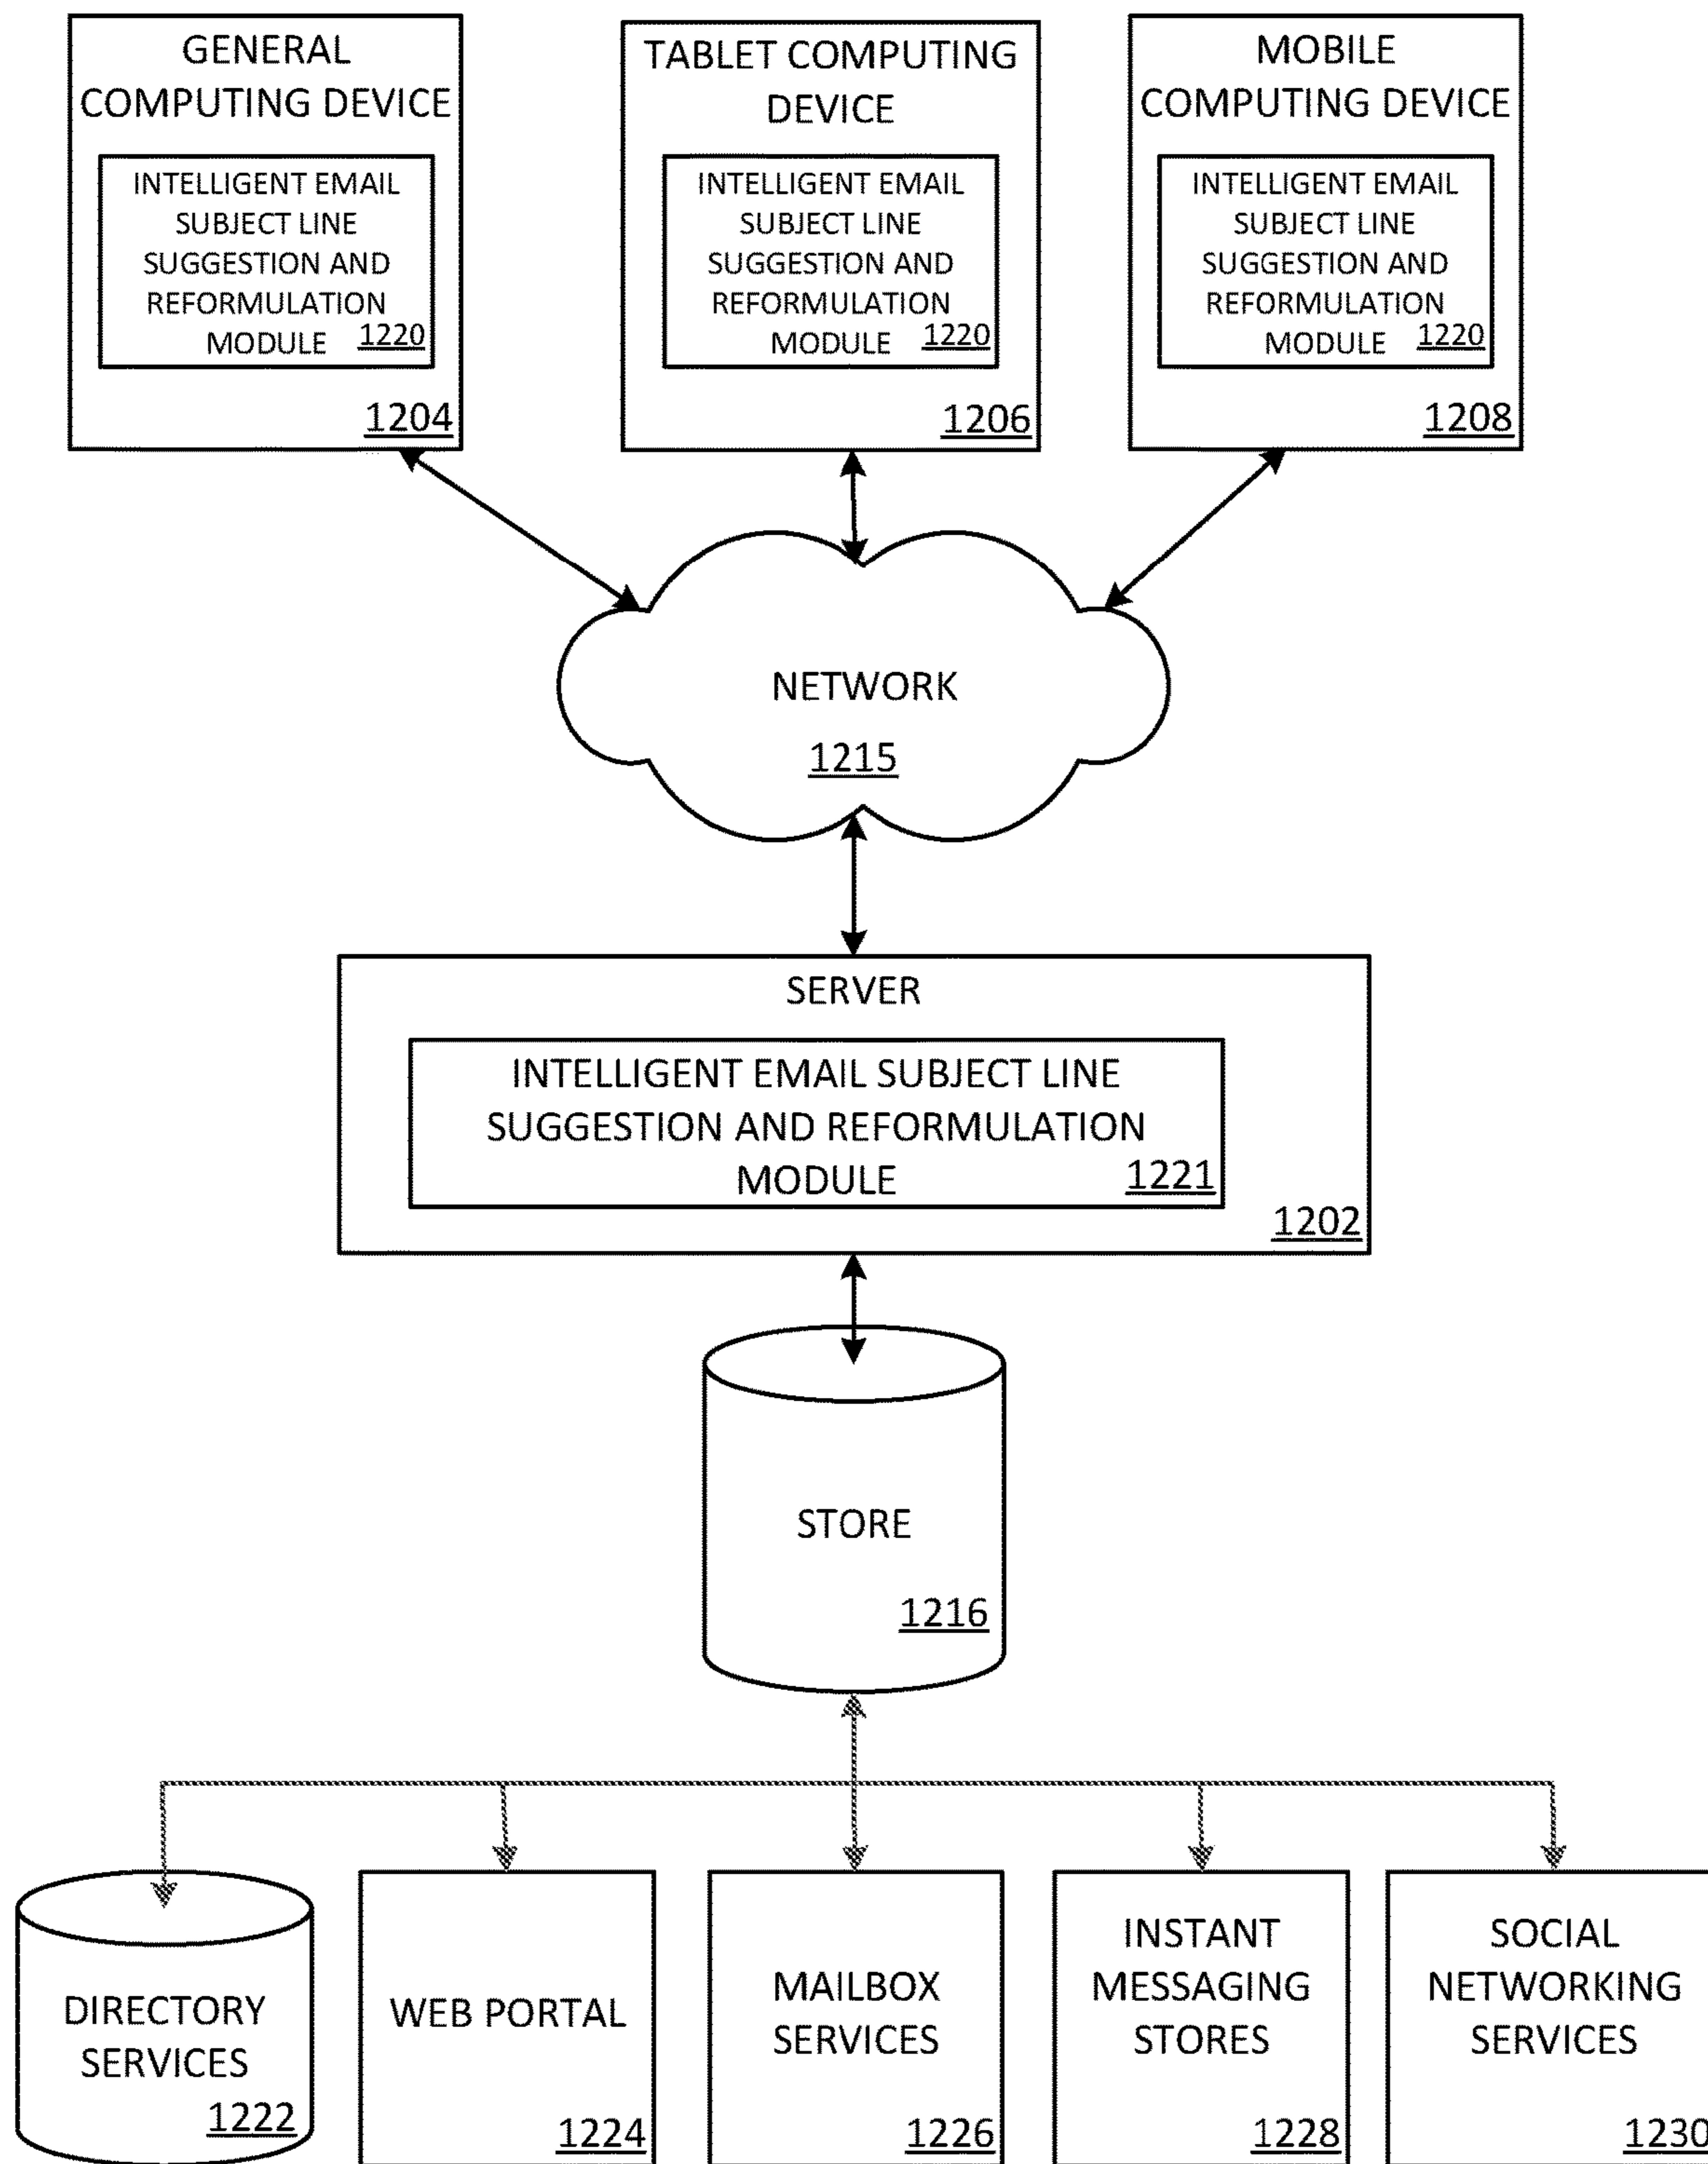 GENERAL
COMPUTING DEVICE
INTELLIGENT EMAIL
SUBJECT LINE
SUGGESTION AND
REFORMULATION
MODULE 1220
1204
TABLET COMPUTING
DEVICE
INTELLIGENT EMAIL
SUBJECT LINE
SUGGESTION AND
REFORMULATION
MODULE 1220
1206
MOBILE
COMPUTING DEVICE
INTELLIGENT EMAIL
SUBJECT LINE
SUGGESTION AND
REFORMULATION
MODULE 1220
1208
NETWORK
1215
SERVER
INTELLIGENT EMAIL SUBJECT LINE
SUGGESTION AND REFORMULATION
MODULE 1221
1202
STORE
1216
DIRECTORY
SERVICES
1222
WEB PORTAL
1224
MAILBOX
SERVICES
1226
INSTANT
MESSAGING
STORES
1228
SOCIAL
NETWORKING
SERVICES
1230